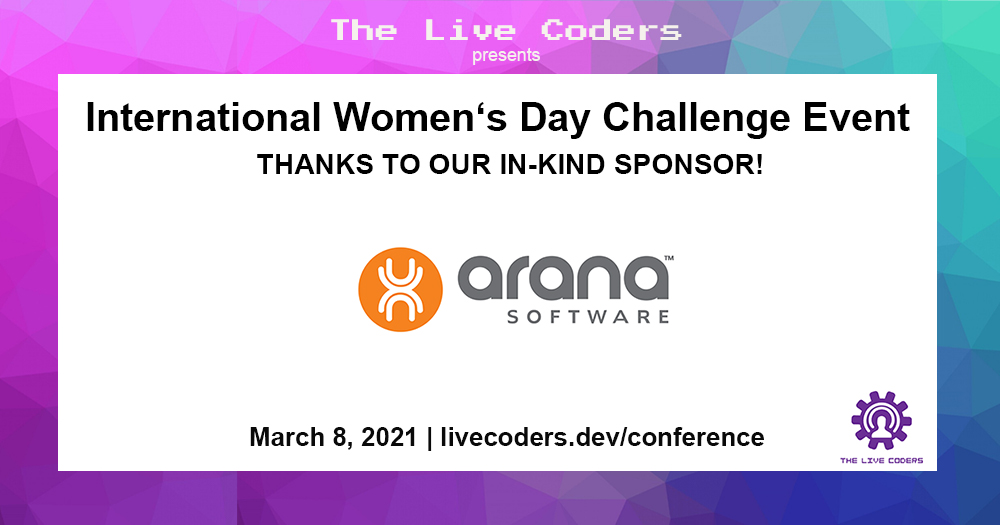 The Live Coders
presents
International Women‘s Day Challenge Event
THANKS TO OUR IN-KIND SPONSOR!
arana™
SOFTWARE
March 8, 2021 | livecoders.dev/conference
THE LIVE CODERS